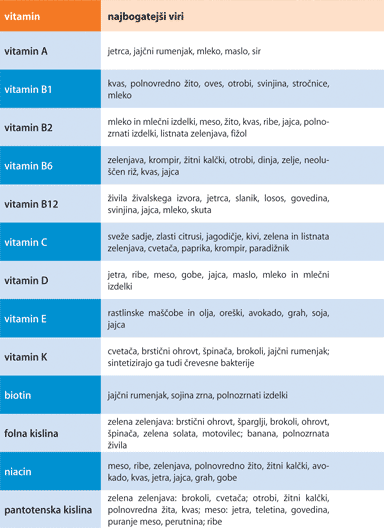 vitamin najbogatejši viri
vitamin A jetrca, jajčni rumenjak, mleko, maslo, sir
vitamin B1 kvas, polnovredno žito, oves, otrobi, svinjina, stročnice,
mleko
vitamin B2 mleko in mlečni izdelki, meso, žito, kvas, ribe, jajca, polno-
zrnati izdelki, listnata zelenjava, fižol
vitamin B6 zelenjava, krompir, žitni kalčki, otrobi, dinja, zelje, neolu-
ščen riž, kvas, jajca
vitamin B12 živila živalskega izvora, jetrca, slanik, losos, govedina,
svinjina, jajca, mleko, skuta
vitamin C sveže sadje, zlasti citrusi, jagodičje, kivi, zelena in listnata
zelenjava, cvetača, paprika, krompir, paradižnik
vitamin D jetra, ribe, meso, gobe, jajca, maslo, mleko in mlečni
izdelki
vitamin E rastlinske maščobe in olja, oreški, avokado, grah, soja,
jajca
vitamin K cvetača, brstični ohrovt, špinača, brokoli, jajčni rumenjak;
sintetizirajo ga tudi črevesne bakterije
biotin jajčni rumenjak, sojina zrna, polnozrnati izdelki
folna kislina zelena zelenjava: brstični ohrovt, šparglji, brokoli, ohrovt,
špinača, zelena solata, motovilec; banana, polnozrnata
živila
niacin meso, ribe, zelenjava, polnovredno žito, žitni kalčki, avo-
kado, kvas, jetra, jajca, grah, gobe
pantotenska kislina zelena zelenjava: brokoli, cvetača; otrobi, žitni kalčki,
polnovredna žita, kvas; meso: jetra, teletina, govedina,
puranje meso, perutnina; ribe